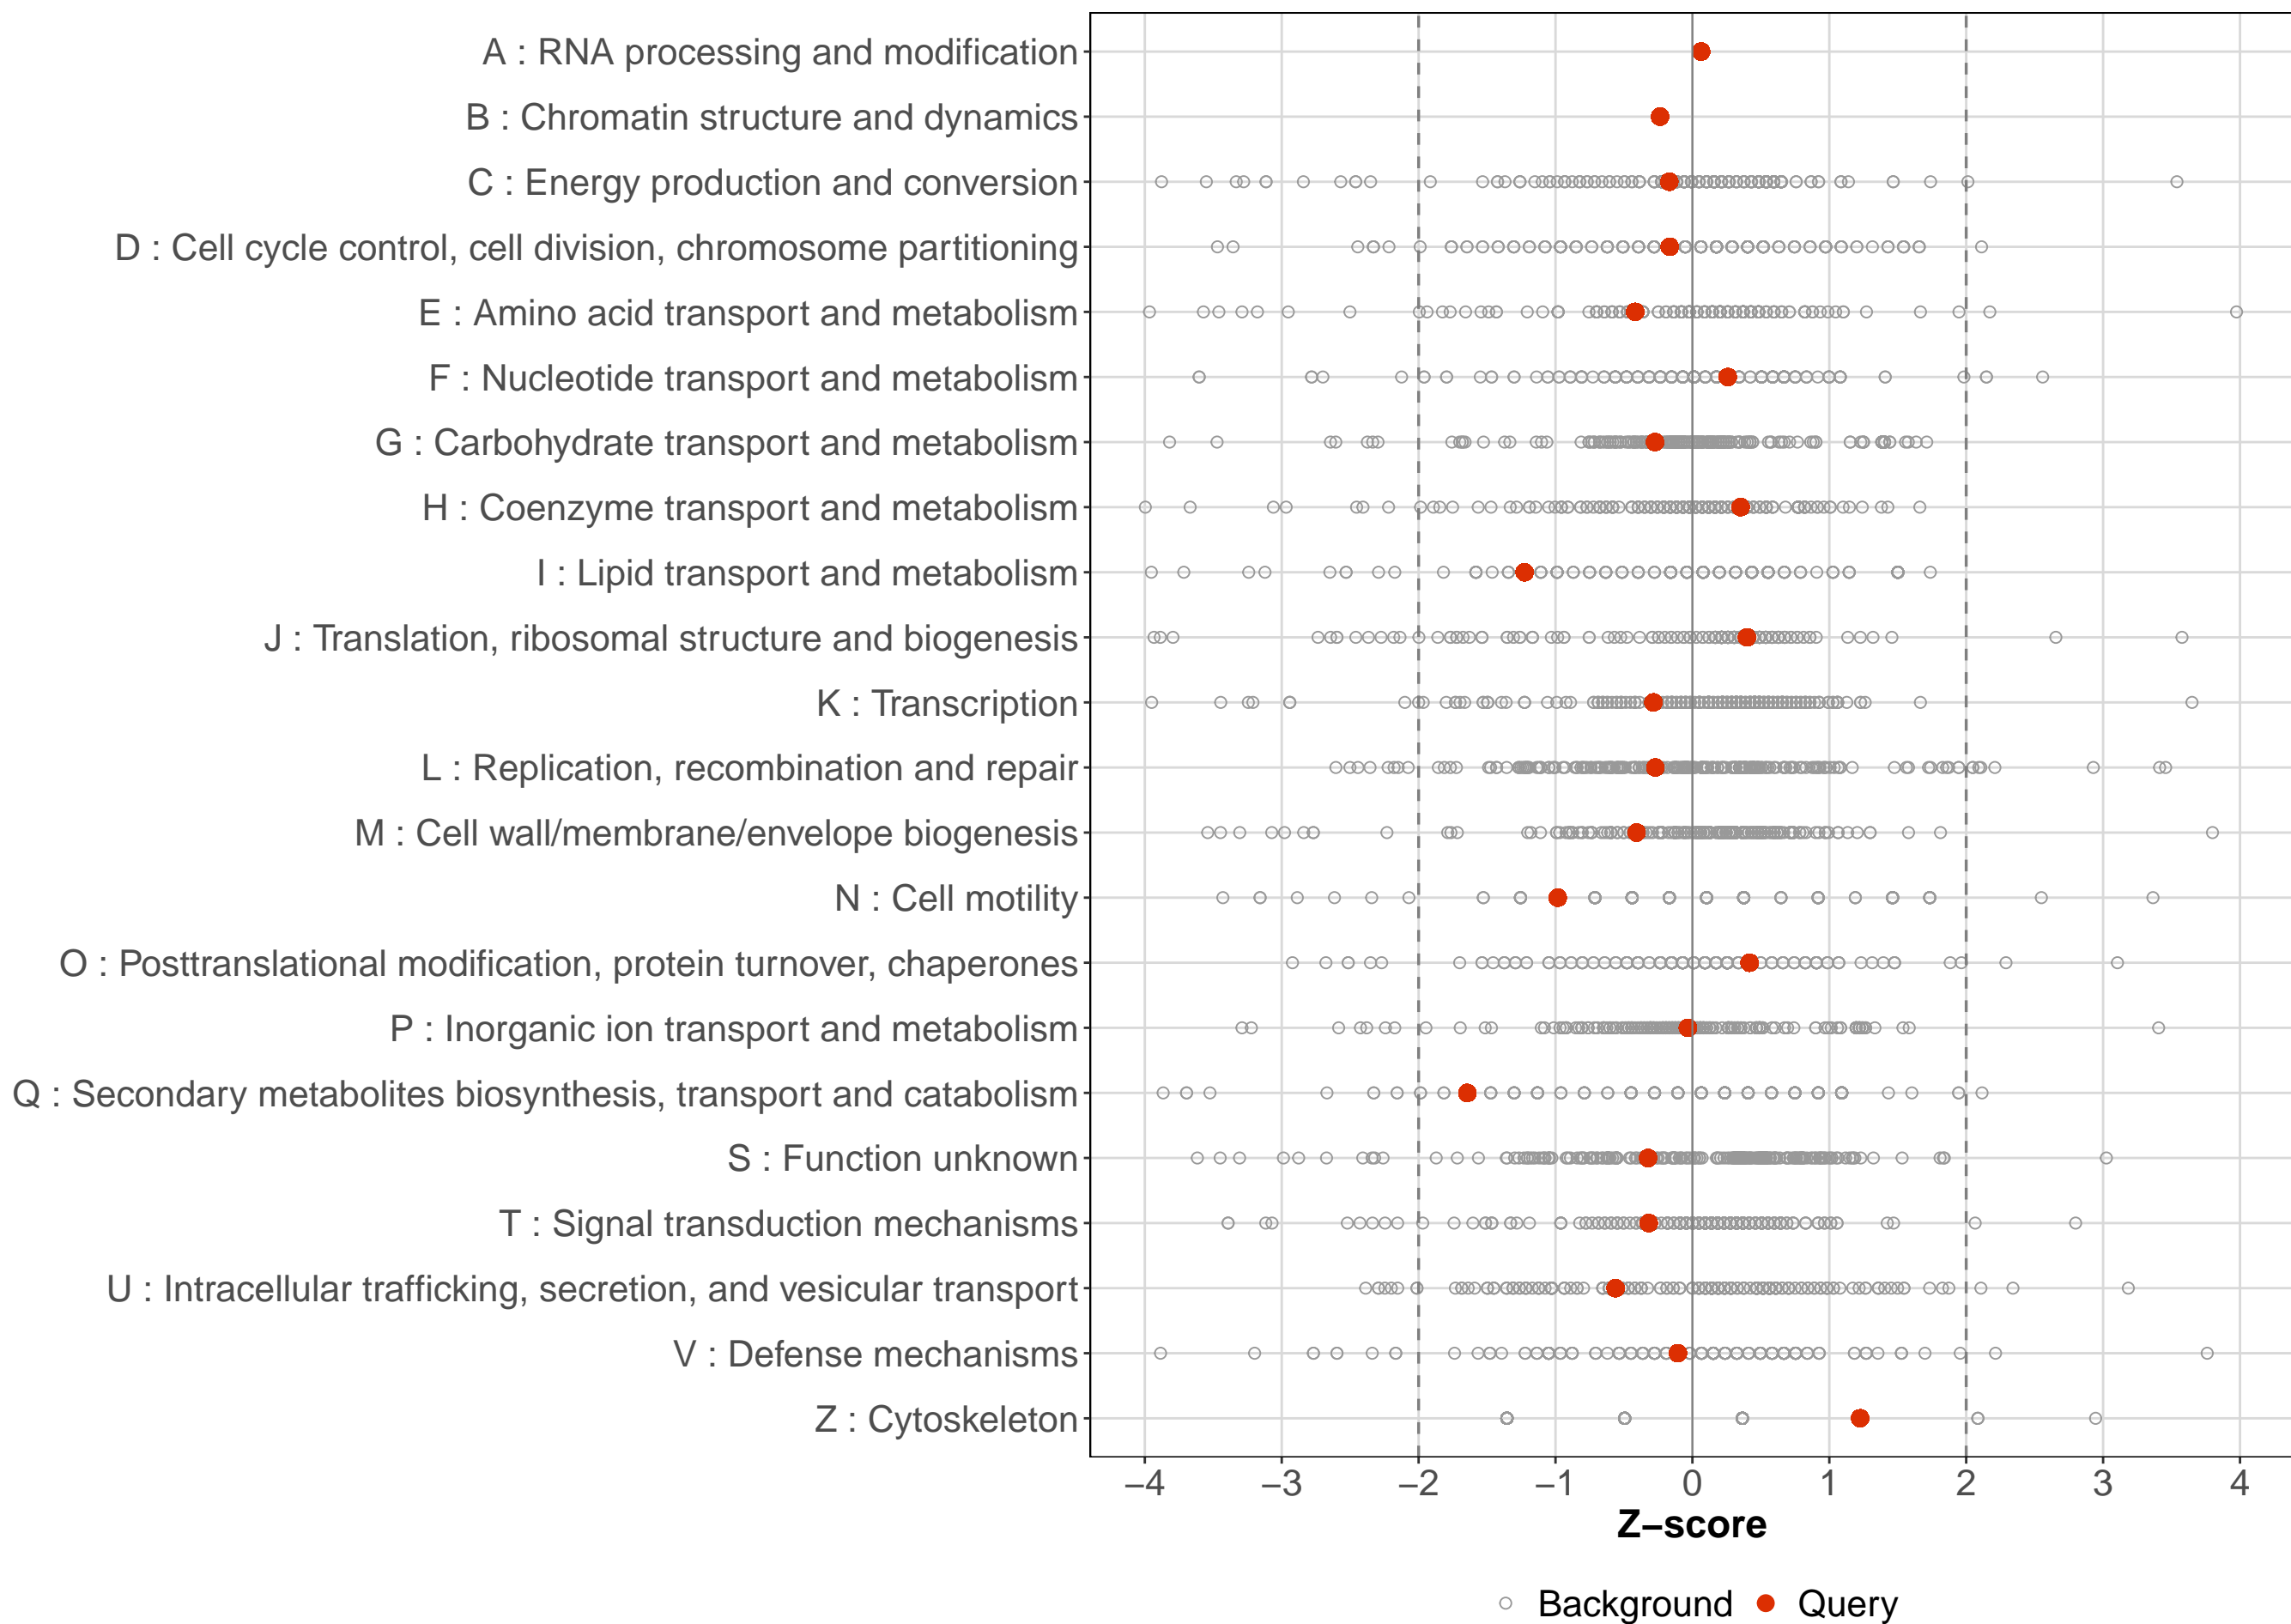 A : RNA processing and modification
B : Chromatin structure and dynamics
C : Energy production and conversion
D : Cell cycle control, cell division, chromosome partitioning
E : Amino acid transport and metabolism
F : Nucleotide transport and metabolism
G : Carbohydrate transport and metabolism
H : Coenzyme transport and metabolism
I : Lipid transport and metabolism
J : Translation, ribosomal structure and biogenesis
K : Transcription
L : Replication, recombination and repair
M : Cell wall/membrane/envelope biogenesis
N : Cell motility
O : Posttranslational modification, protein turnover, chaperones
P : Inorganic ion transport and metabolism
Q : Secondary metabolites biosynthesis, transport and catabolism
S : Function unknown
T : Signal transduction mechanisms
U : Intracellular trafficking, secretion, and vesicular transport
V : Defense mechanisms
Z : Cytoskeleton
−4 −3 −2 −1 0 1 2 3 4
Z−score
Background Query